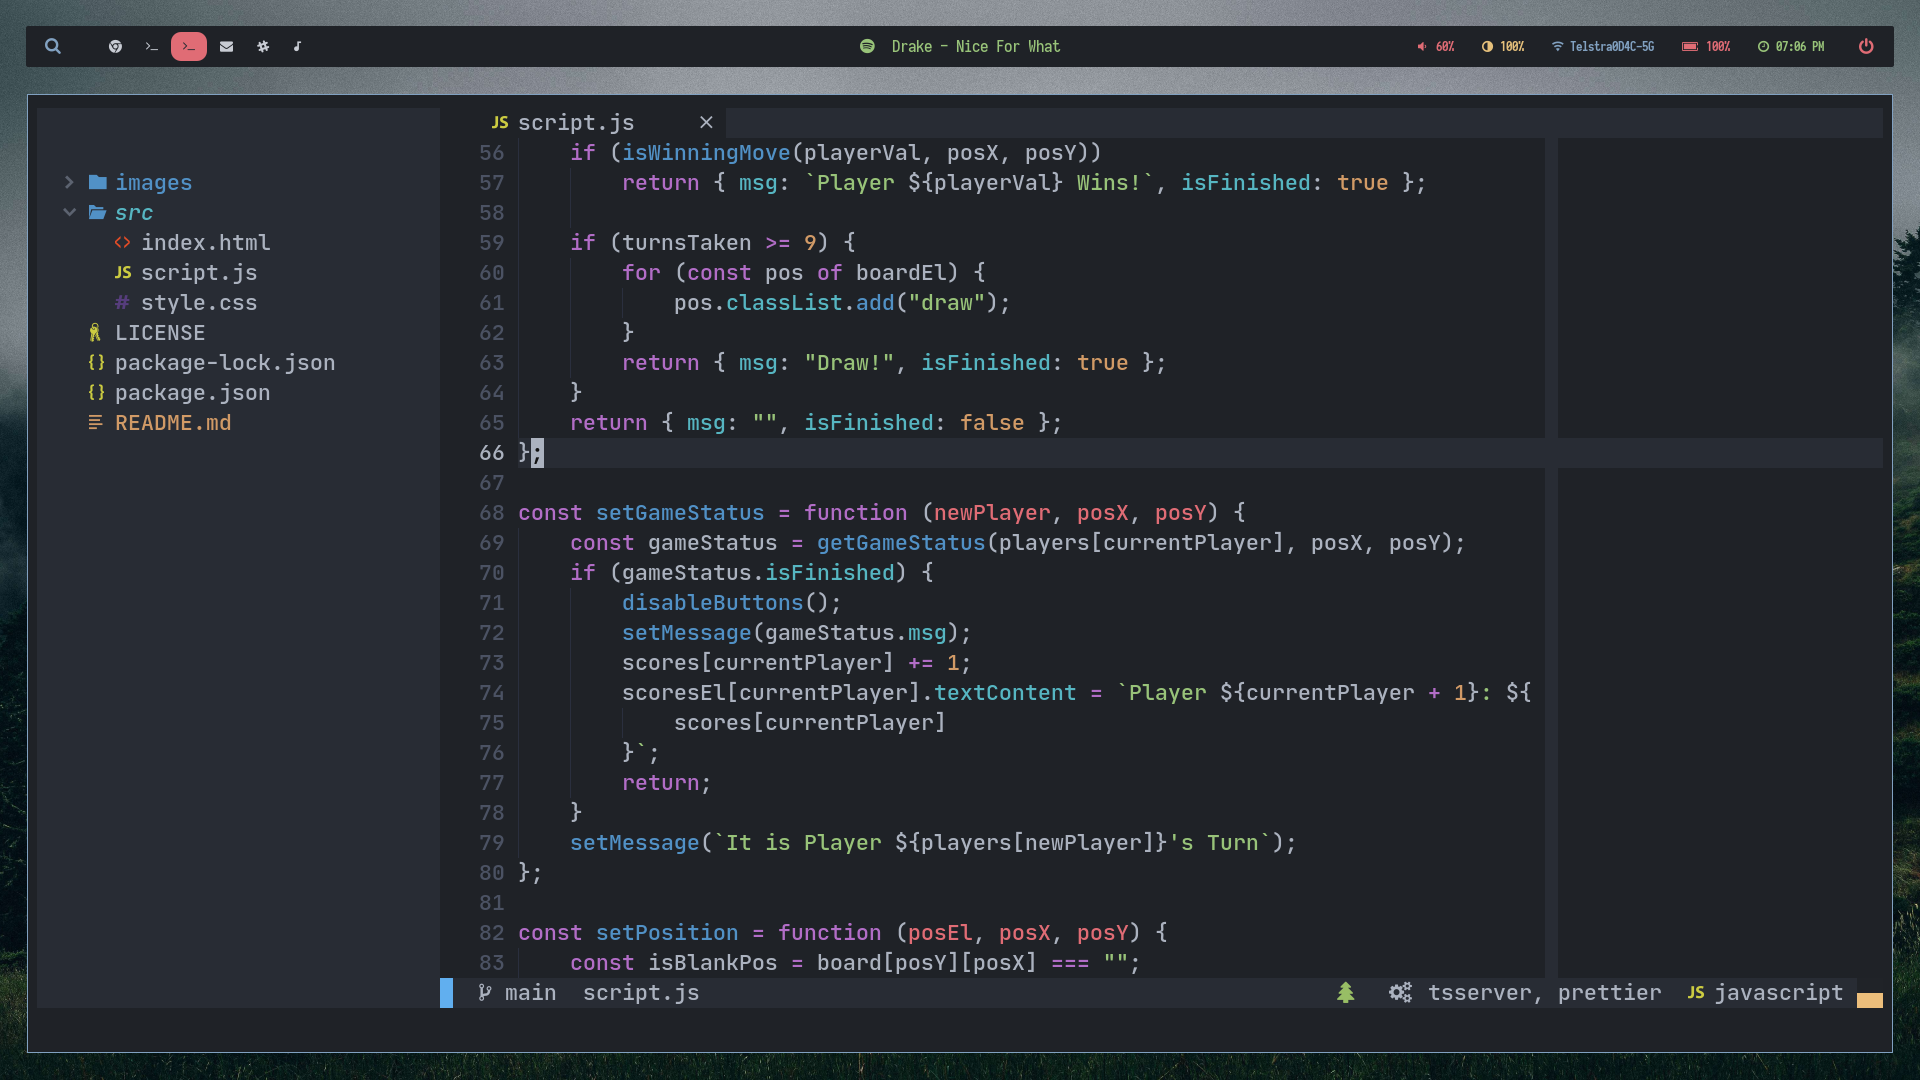 Drake - Nice For What
60% 100% Telstra0D4C-5G 100% 07:06 PM
images
src
index.html
JS script.js
# style.css
LICENSE
{} package-lock.json
{} package.json
README.md
JS script.js ×
56     if (isWinningMove(playerVal, posX, posY))
57         return { msg: `Player ${playerVal} Wins!`, isFinished: true };
58
59     if (turnsTaken >= 9) {
60         for (const pos of boardEl) {
61             pos.classList.add("draw");
62         }
63         return { msg: "Draw!", isFinished: true };
64     }
65     return { msg: "", isFinished: false };
66 };
67
68 const setGameStatus = function (newPlayer, posX, posY) {
69     const gameStatus = getGameStatus(players[currentPlayer], posX, posY);
70     if (gameStatus.isFinished) {
71         disableButtons();
72         setMessage(gameStatus.msg);
73         scores[currentPlayer] += 1;
74         scoresEl[currentPlayer].textContent = `Player ${currentPlayer + 1}: ${
75             scores[currentPlayer]
76         }`;
77         return;
78     }
79     setMessage(`It is Player ${players[newPlayer]}'s Turn`);
80 };
81
82 const setPosition = function (posEl, posX, posY) {
83     const isBlankPos = board[posY][posX] === "";
main script.js tsserver, prettier JS javascript